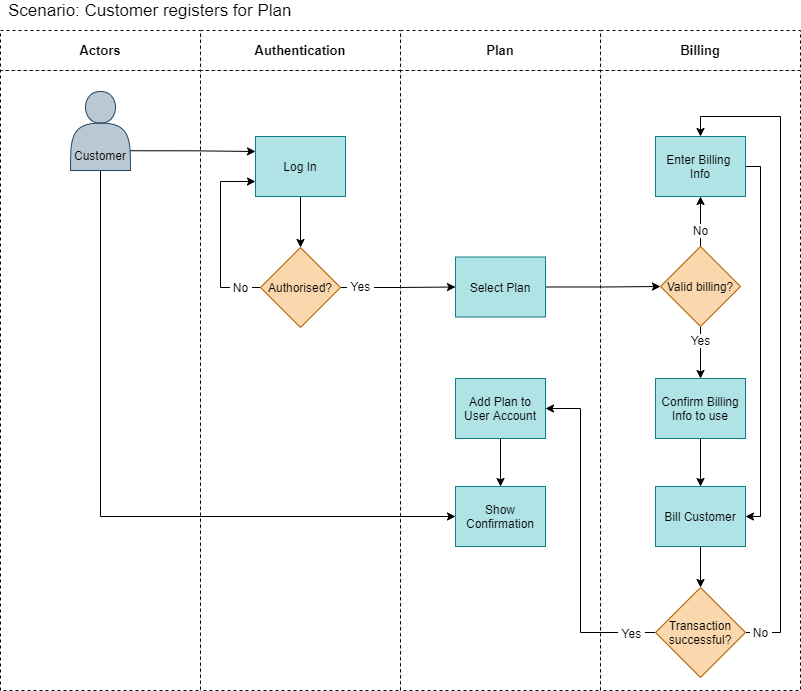 Scenario: Customer registers for Plan
Actors
Authentication
Plan
Billing
Customer
Log In
Enter Billing
Info
No
No
Authorised?
Yes
Select Plan
Valid billing?
Yes
Add Plan to
User Account
Confirm Billing
Info to use
Show
Confirmation
Bill Customer
Yes
Transaction
successful?
No